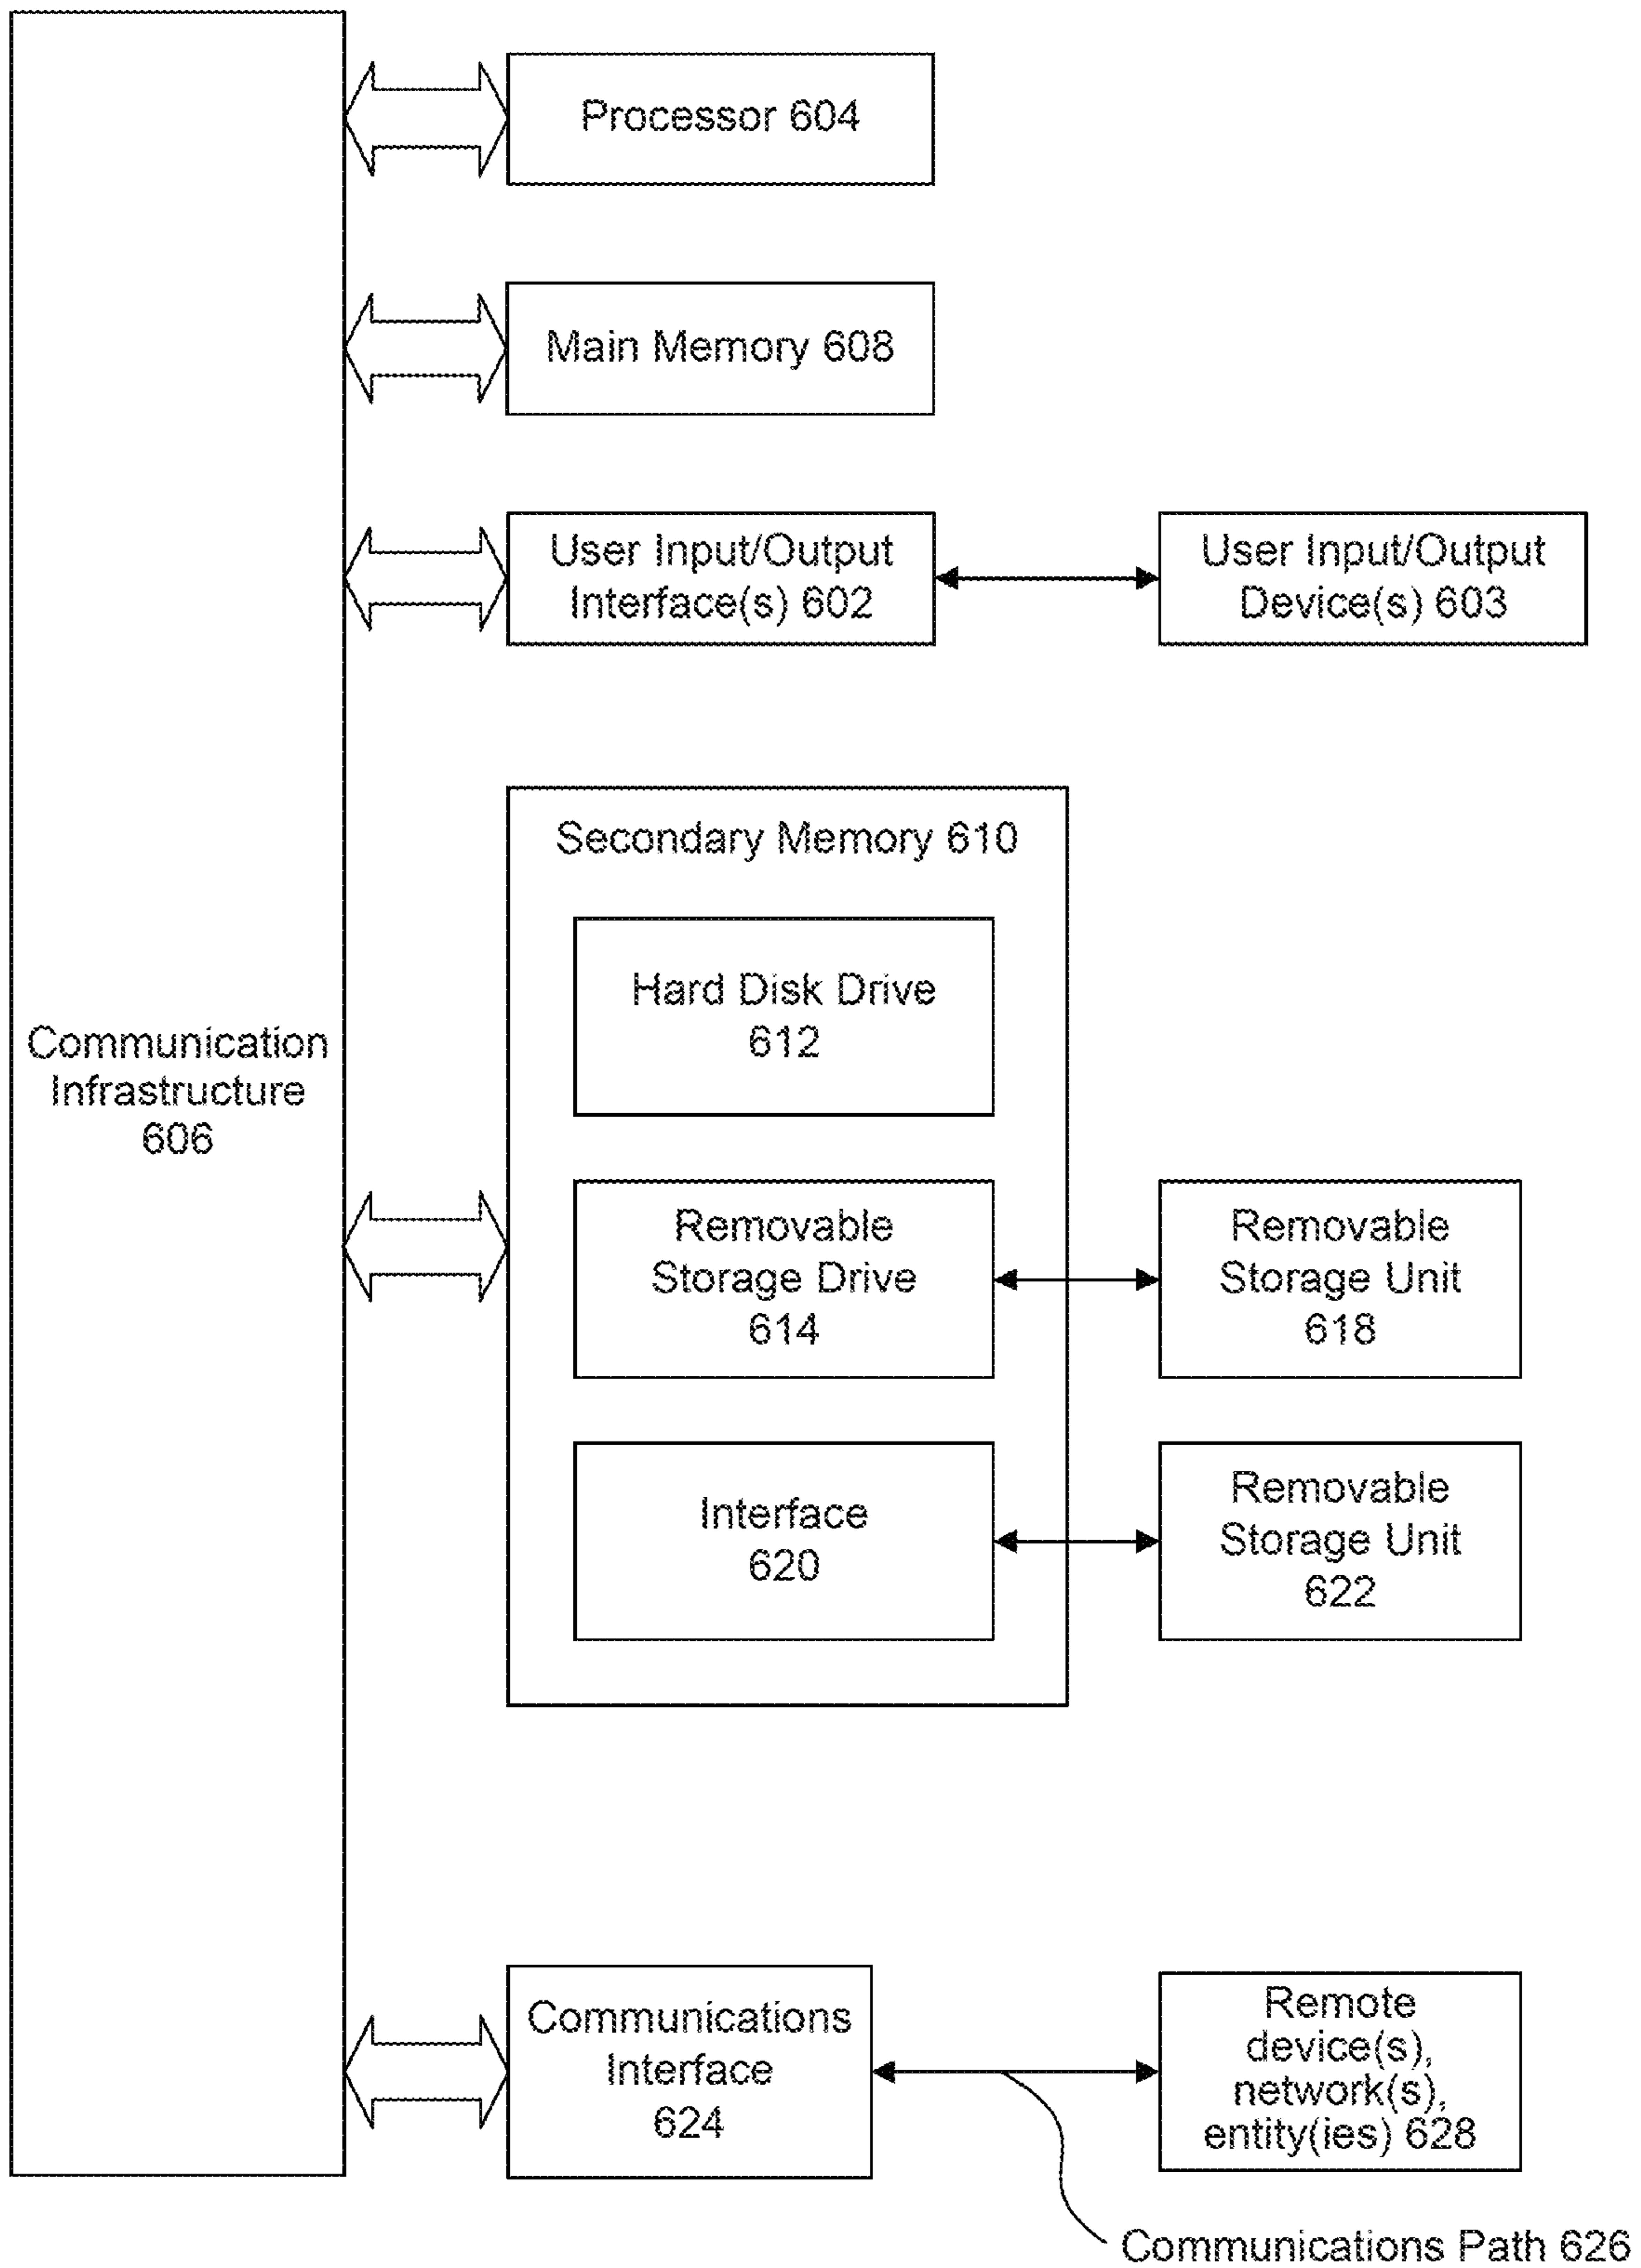 Processor 604
Main Memory 608
User Input/Output
Interface(s) 602
User Input/Output
Device(s) 603
Secondary Memory 610
Hard Disk Drive
612
Communication
Infrastructure
606
Removable
Storage Drive
614
Removable
Storage Unit
618
Interface
620
Removable
Storage Unit
622
Communications
Interface
624
Remote
device(s),
network(s),
entity(ies) 628
Communications Path 626